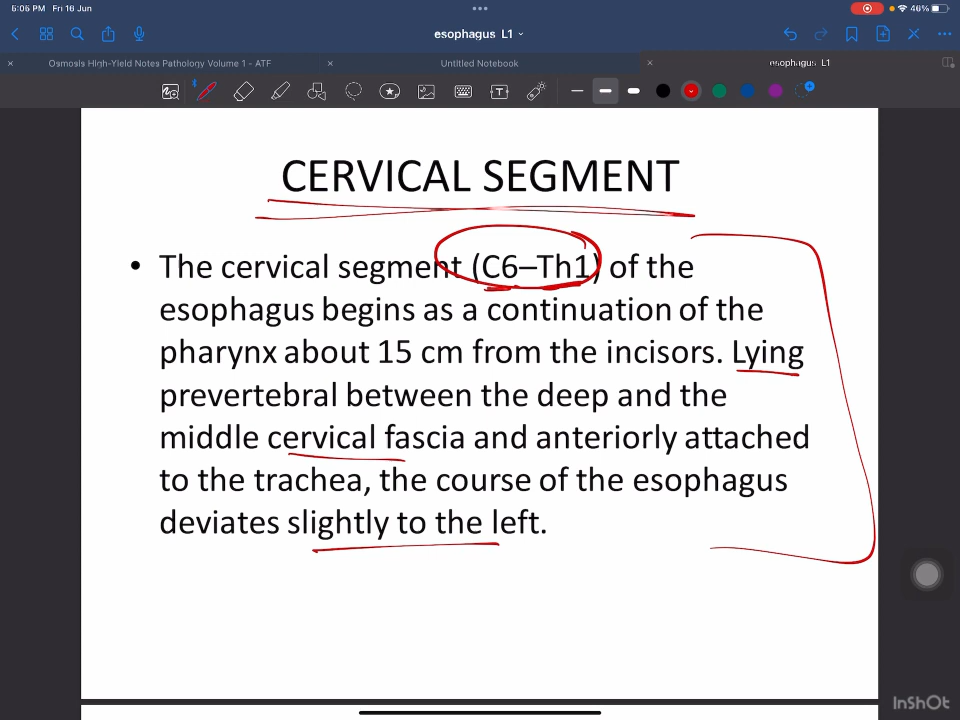 5:05 PM Fri 16 Jun
46%
esophagus L1
Osmosis High-Yield Notes Pathology Volume 1 - ATF
Untitled Notebook
esophagus L1
CERVICAL SEGMENT
• The cervical segment (C6–Th1) of the
esophagus begins as a continuation of the
pharynx about 15 cm from the incisors. Lying
prevertebral between the deep and the
middle cervical fascia and anteriorly attached
to the trachea, the course of the esophagus
deviates slightly to the left.
InShOt